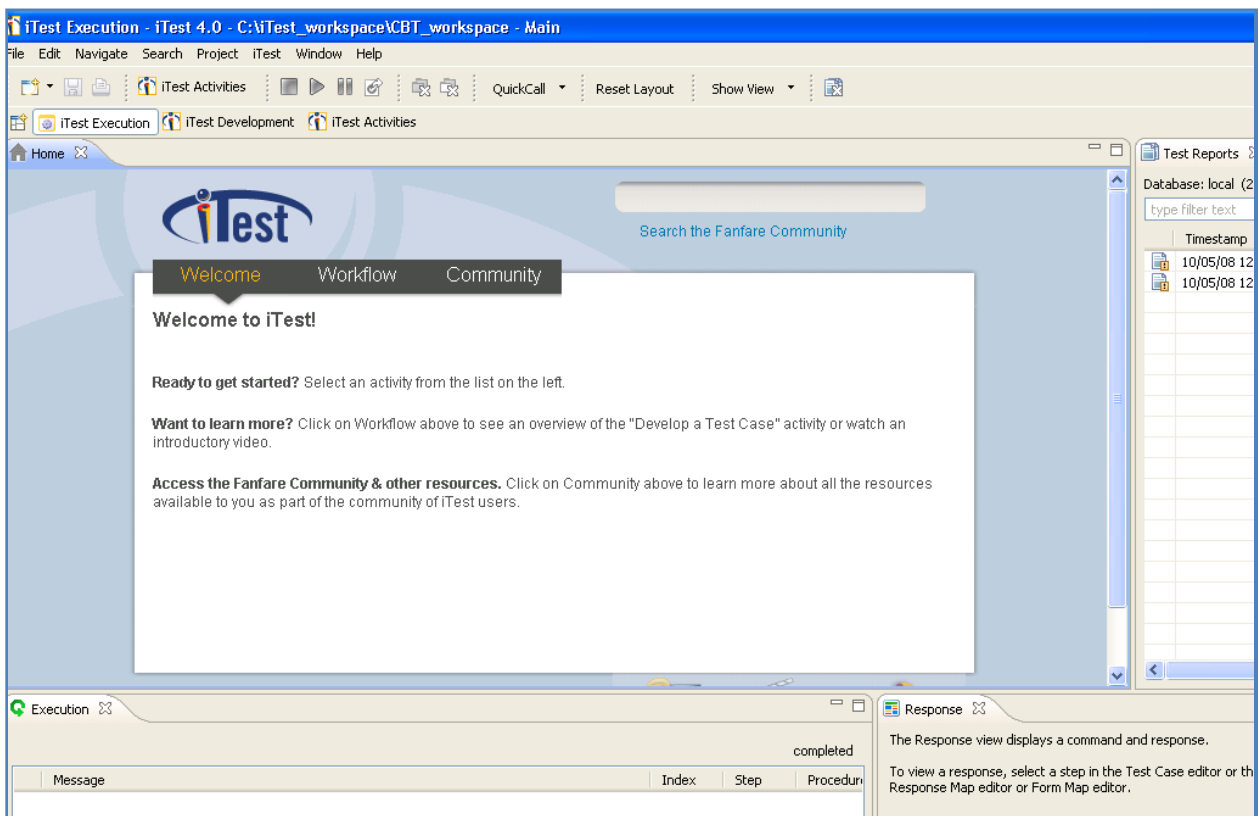 iTest Execution - iTest 4.0 - C:\iTest_workspace\CBT_workspace - Main
File Edit Navigate Search Project iTest Window Help
iTest Activities QuickCall Reset Layout Show View
iTest Execution iTest Development iTest Activities
Home
iTest
Search the Fanfare Community
Welcome Workflow Community
Welcome to iTest!
Ready to get started? Select an activity from the list on the left.
Want to learn more? Click on Workflow above to see an overview of the "Develop a Test Case" activity or watch an
introductory video.
Access the Fanfare Community & other resources. Click on Community above to learn more about all the resources
available to you as part of the community of iTest users.
Test Reports
Database: local (2
type filter text
Timestamp
10/05/08 12
10/05/08 12
Execution
completed
Message Index Step Procedur
Response
The Response view displays a command and response.
To view a response, select a step in the Test Case editor or th
Response Map editor or Form Map editor.